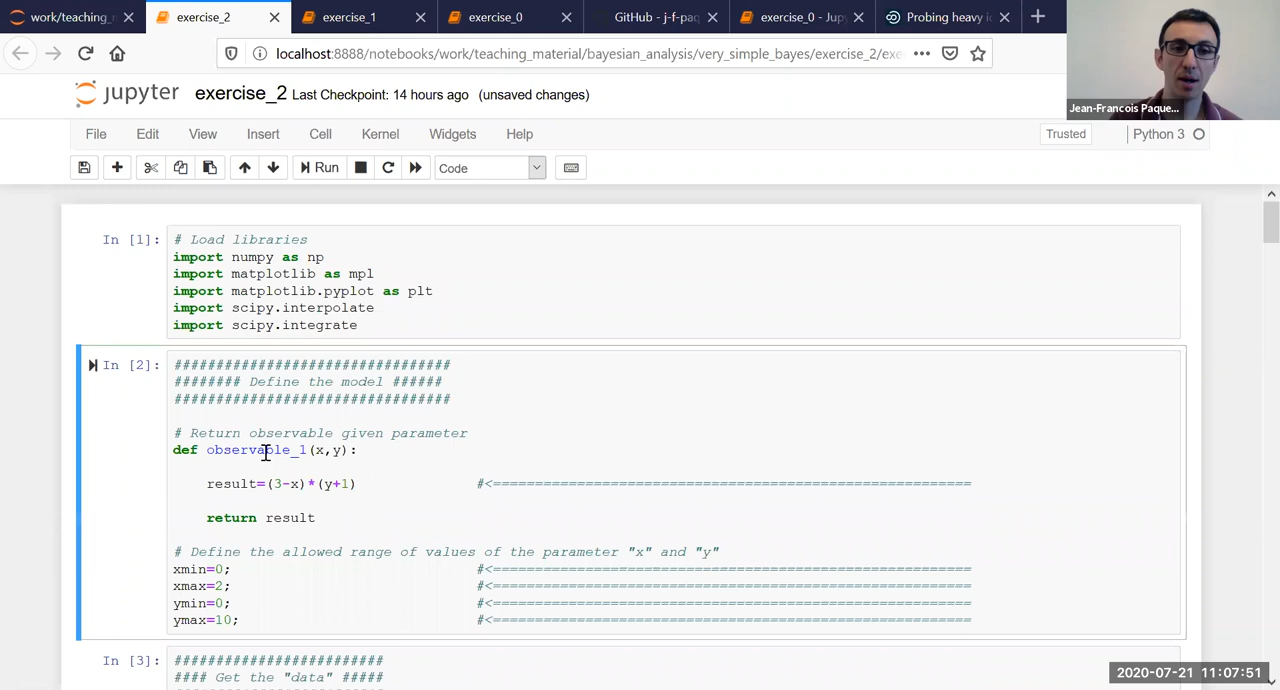 work/teaching_
exercise_2
exercise_1
exercise_0
GitHub - j-f-paq
exercise_0 - Jup
Probing heavy i
localhost:8888/notebooks/work/teaching_material/bayesian_analysis/very_simple_bayes/exercise_2/exe
Jean-Francois Paque...
jupyter exercise_2 Last Checkpoint: 14 hours ago (unsaved changes)
File Edit View Insert Cell Kernel Widgets Help
Trusted Python 3
Run Code
In [1]: # Load libraries
import numpy as np
import matplotlib as mpl
import matplotlib.pyplot as plt
import scipy.interpolate
import scipy.integrate
In [2]: #################################
######## Define the model ######
#################################
# Return observable given parameter
def observable_1(x,y):
result=(3-x)*(y+1) #<=========================================================
return result
# Define the allowed range of values of the parameter "x" and "y"
xmin=0; #<=========================================================
xmax=2; #<=========================================================
ymin=0; #<=========================================================
ymax=10; #<=========================================================
In [3]: #########################
#### Get the "data" #####
2020-07-21 11:07:51